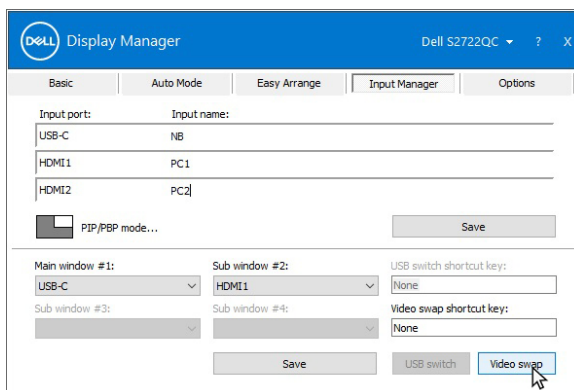 DELL Display Manager Dell S2722QC ? X
Basic Auto Mode Easy Arrange Input Manager Options
Input port: Input name:
USB-C NB
HDMI1 PC1
HDMI2 PC2
PIP/PBP mode... Save
Main window #1: Sub window #2: USB switch shortcut key:
USB-C HDMI1 None
Sub window #3: Sub window #4: Video swap shortcut key:
None
Save USB switch Video swap